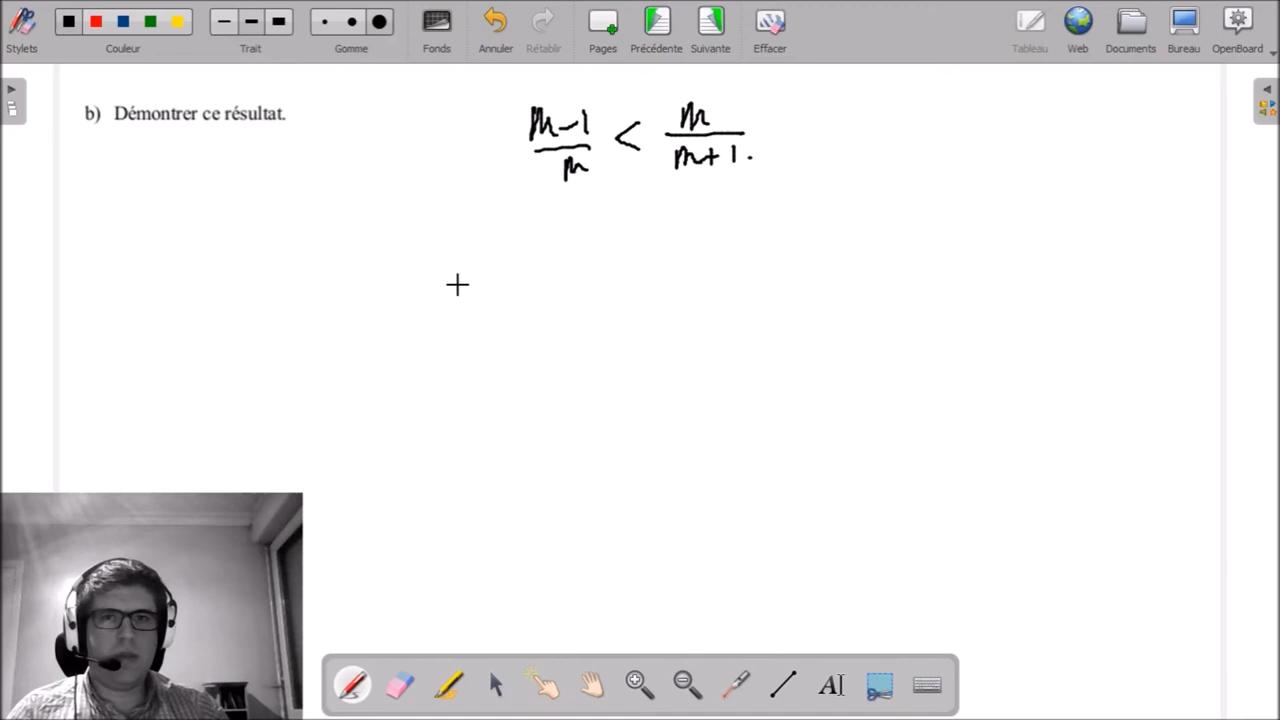 Stylets Couleur Trait Gomme Fonds Annuler Rétablir Pages Précédente Suivante Effacer Tableau Web Documents Bureau OpenBoard
b) Démontrer ce résultat.
n-1 < n
n n+1.